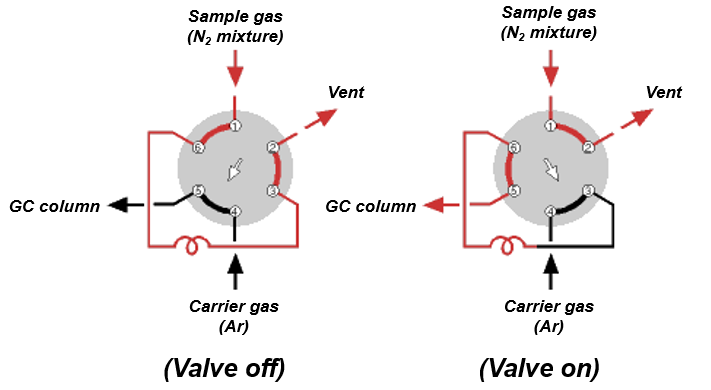 Sample gas
(N₂ mixture)
Vent
1
2
3
4
5
6
GC column
Carrier gas
(Ar)
(Valve off)
Sample gas
(N₂ mixture)
Vent
1
2
3
4
5
6
GC column
Carrier gas
(Ar)
(Valve on)